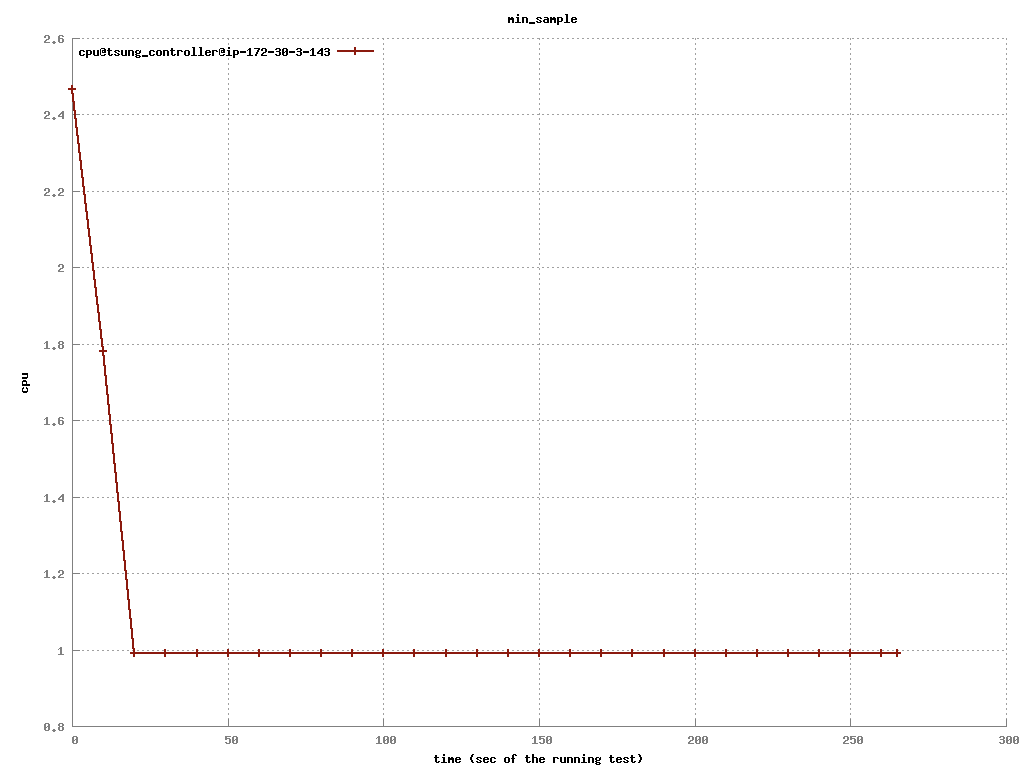 min_sample
cpu@tsung_controller@ip-172-30-3-143
2.6
2.4
2.2
2
1.8
1.6
1.4
1.2
1
0.8
cpu
0 50 100 150 200 250 300
time (sec of the running test)